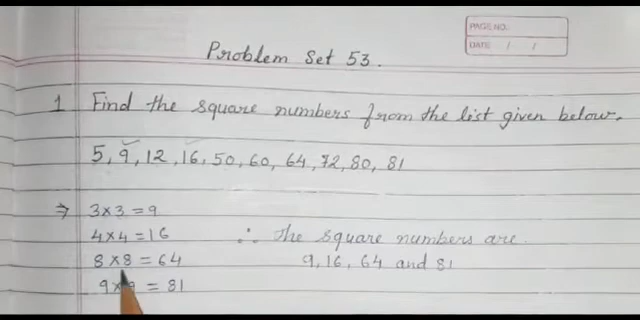 PAGE NO.
DATE / /
Problem Set 53.
1 Find the square numbers from the list given below.
5, 9, 12, 16, 50, 60, 64, 72, 80, 81
⇒ 3×3=9
4×4=16 ∴ The square numbers are
8×8=64 9, 16, 64 and 81
9×9 = 81